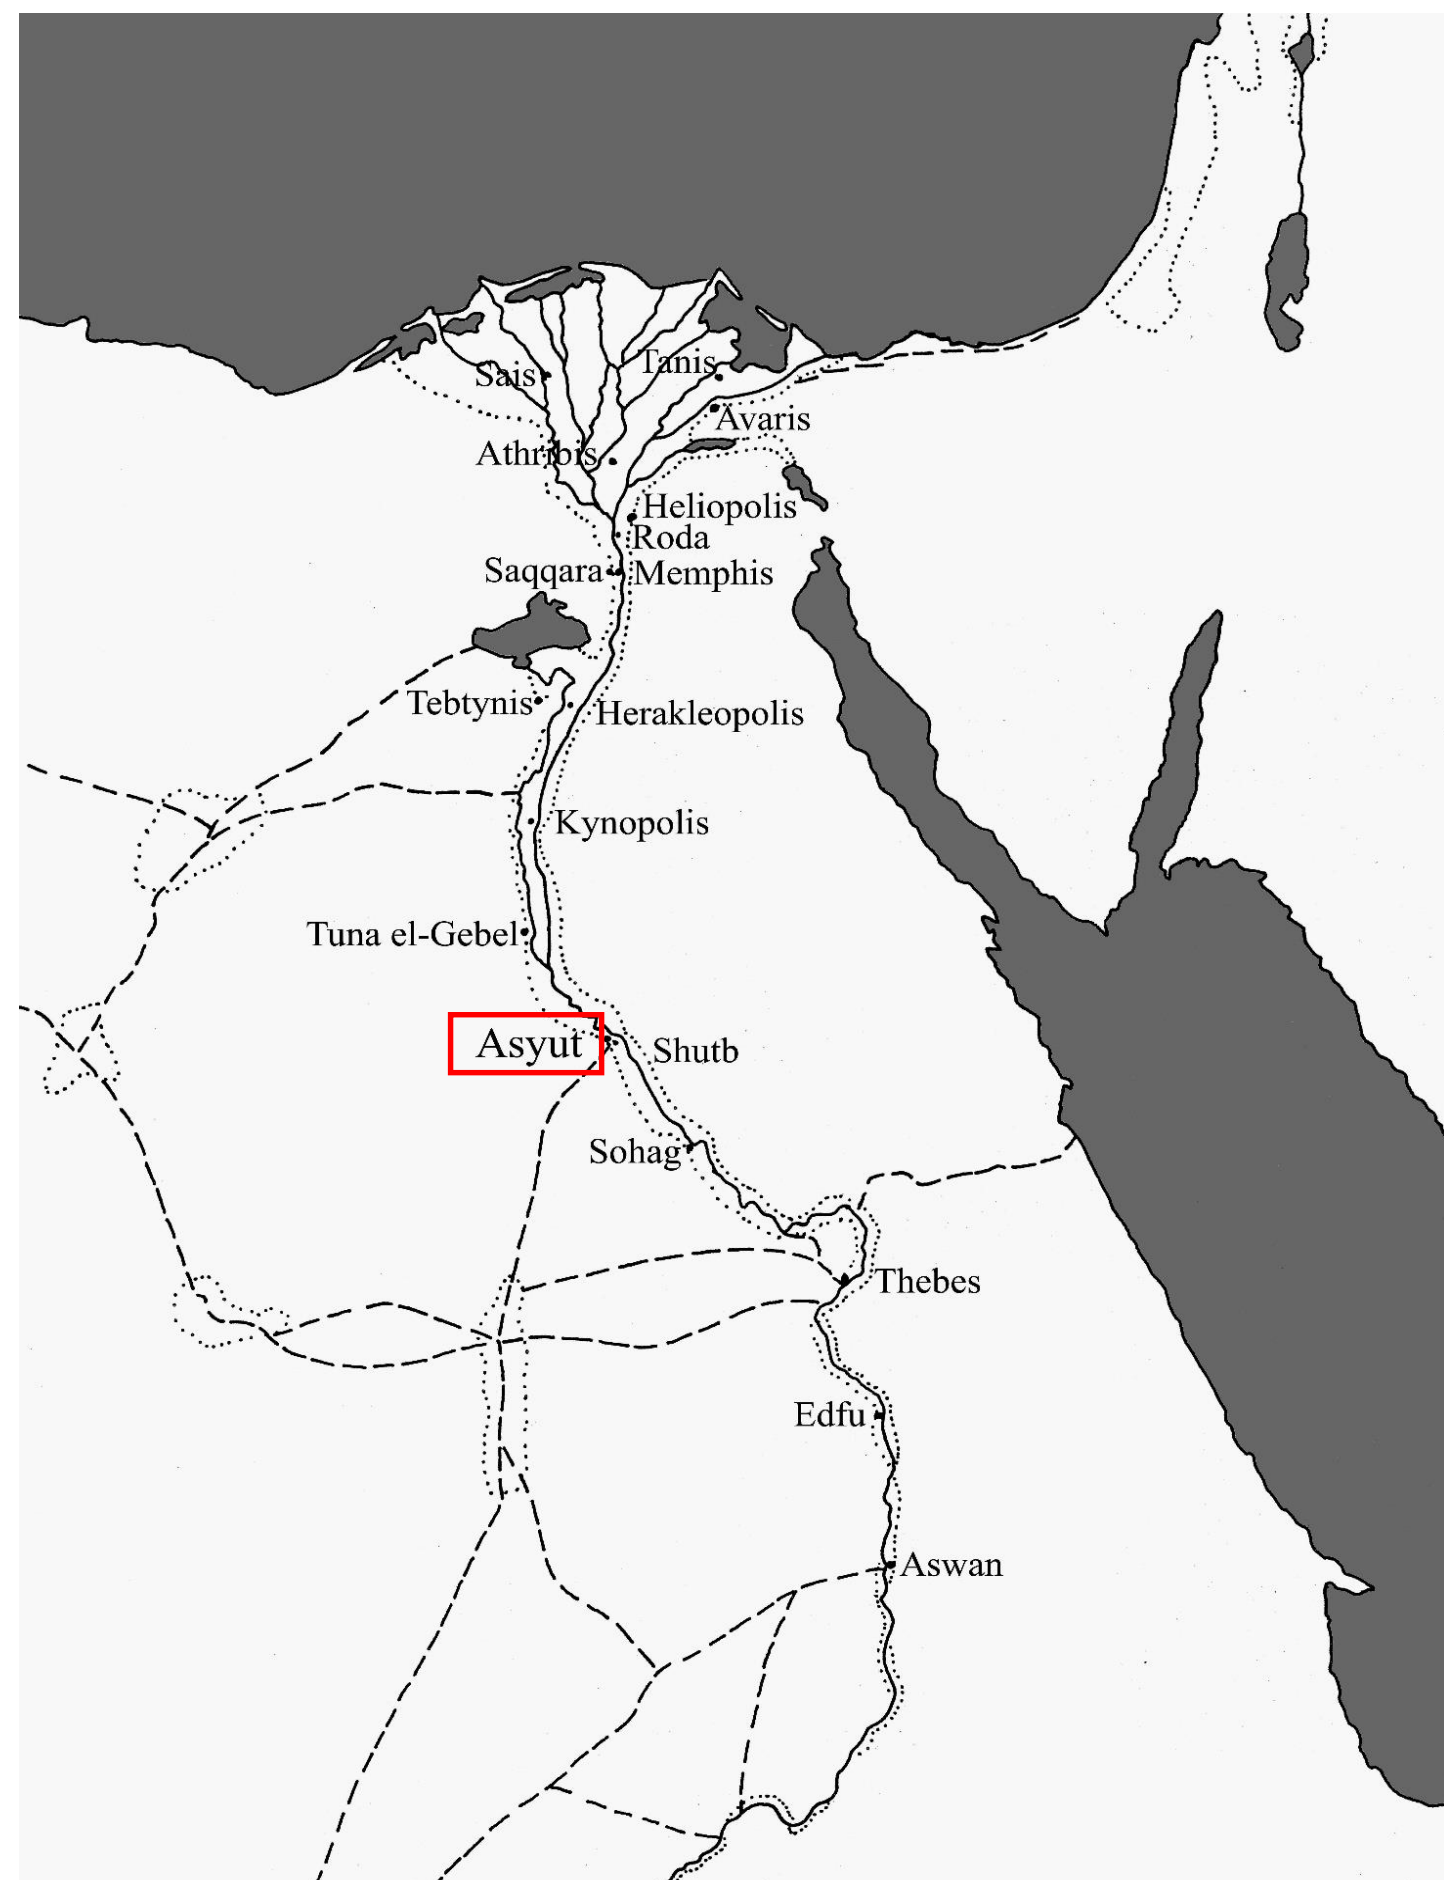 Sais
Tanis
Avaris
Athribis
Heliopolis
Roda
Saqqara
Memphis
Tebtynis
Herakleopolis
Kynopolis
Tuna el-Gebel
Asyut
Shutb
Sohag
Thebes
Edfu
Aswan